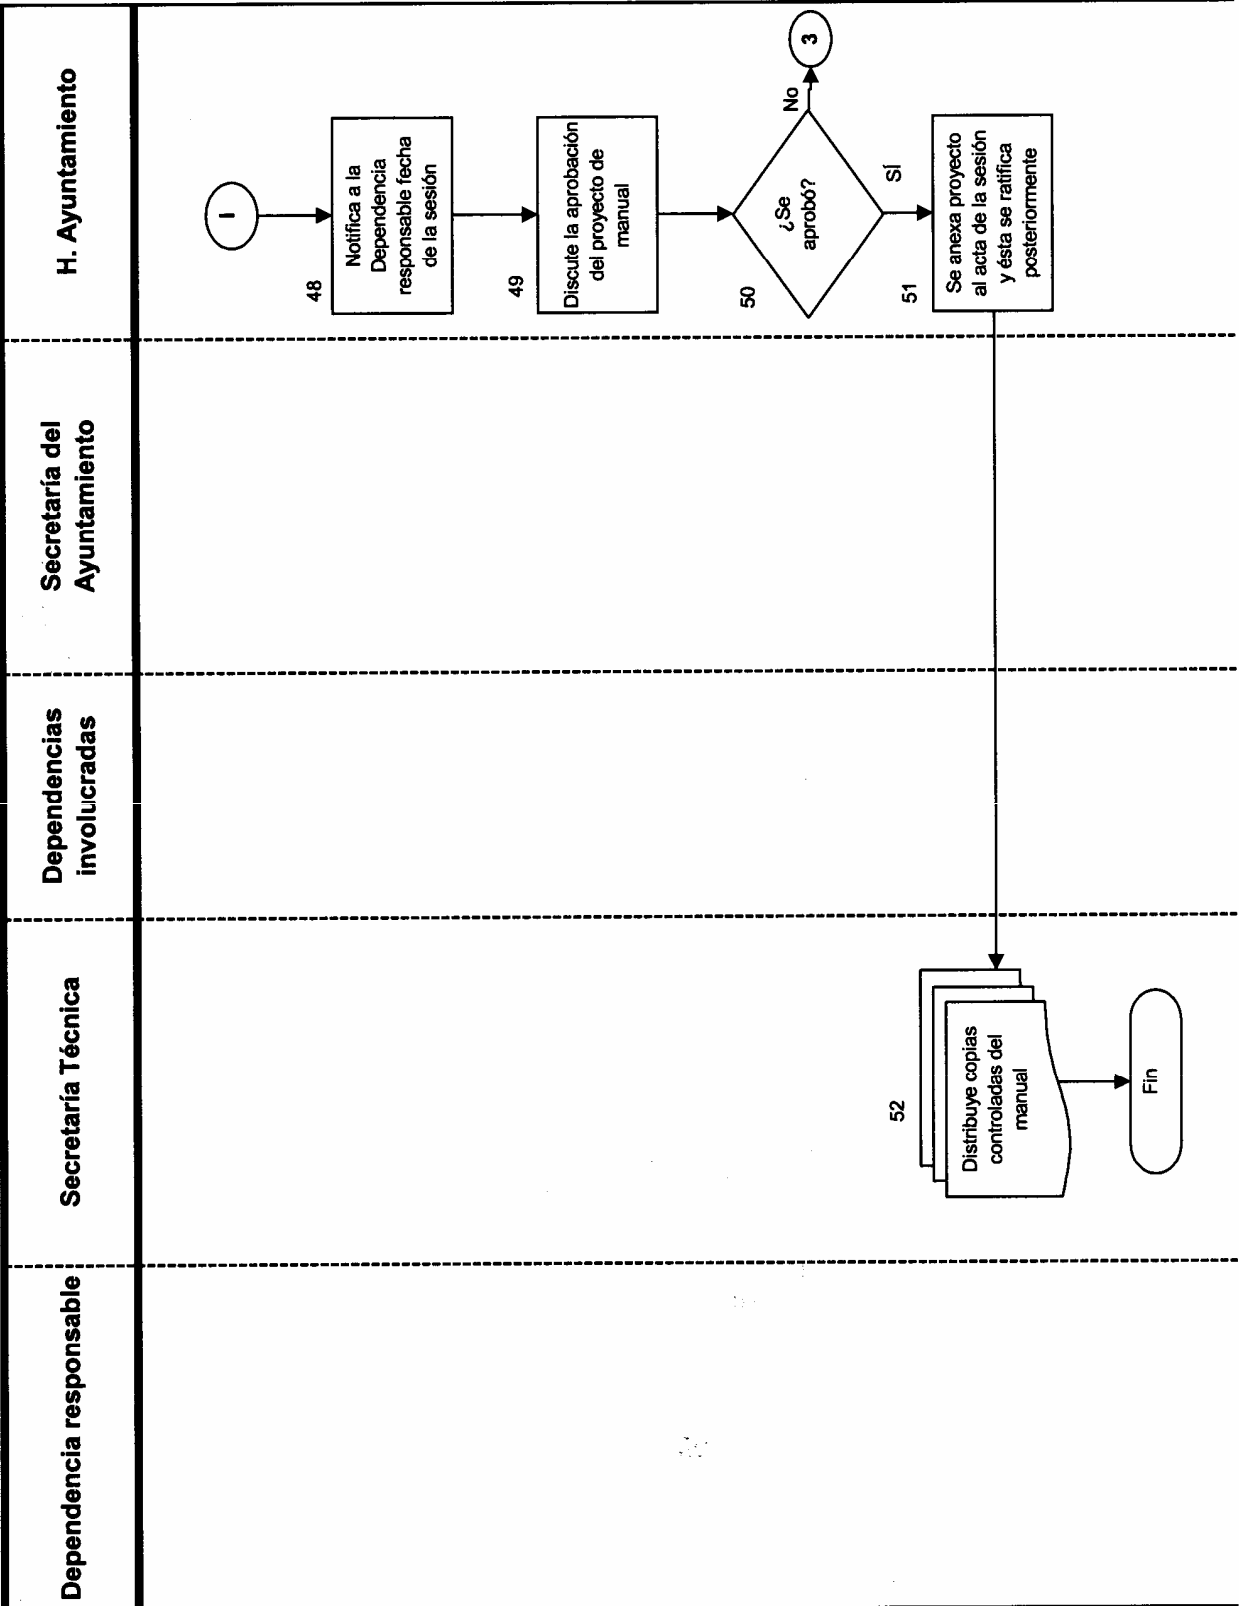 Dependencia responsable
Secretaría Técnica
Dependencias
involucradas
Secretaría del
Ayuntamiento
H. Ayuntamiento
I
48
Notifica a la
Dependencia
responsable fecha
de la sesión
49
Discute la aprobación
del proyecto de
manual
50
¿Se
aprobó?
No
3
SÍ
51
Se anexa proyecto
al acta de la sesión
y ésta se ratifica
posteriormente
52
Distribuye copias
controladas del
manual
Fin